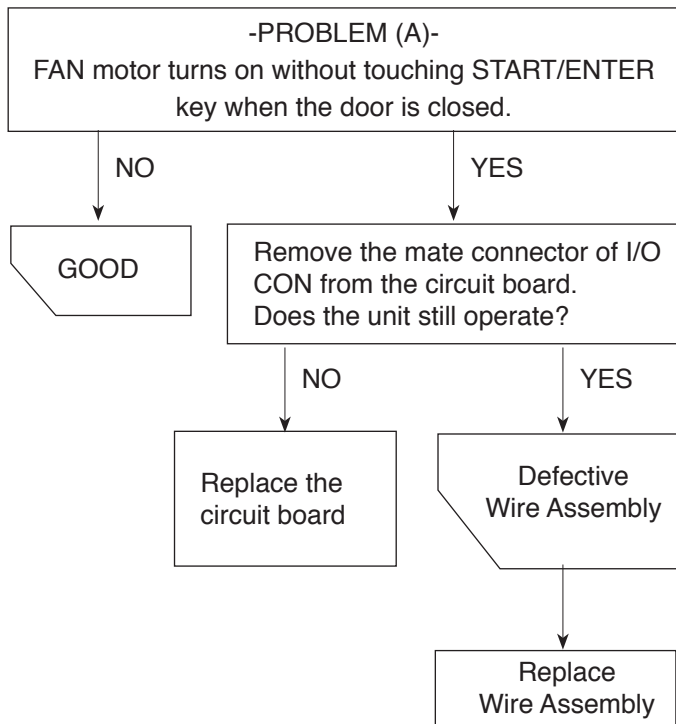 -PROBLEM (A)-
FAN motor turns on without touching START/ENTER
key when the door is closed.
NO
YES
GOOD
Remove the mate connector of I/O
CON from the circuit board.
Does the unit still operate?
NO
YES
Replace the
circuit board
Defective
Wire Assembly
Replace
Wire Assembly